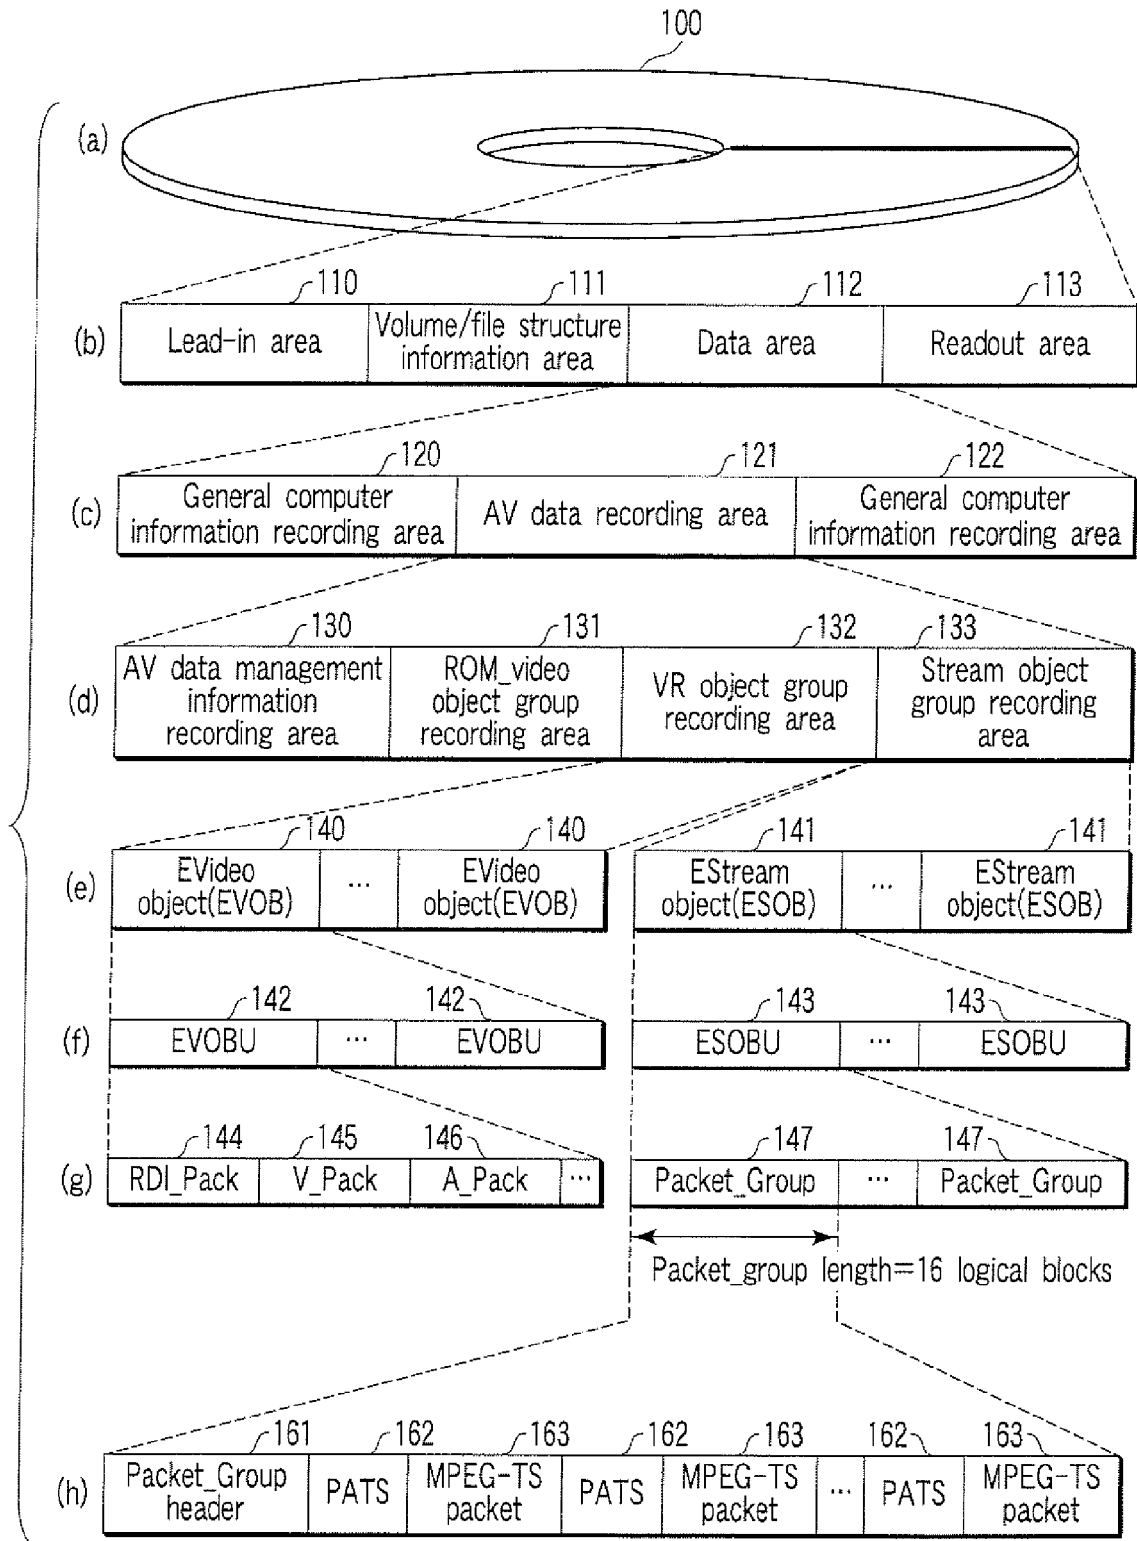 100
(a)
110 111 112 113
(b)
Lead-in area
Volume/file structure
information area
Data area
Readout area
120 121 122
(c)
General computer
information recording area
AV data recording area
General computer
information recording area
130 131 132 133
(d)
AV data management
information
recording area
ROM_video
object group
recording area
VR object group
recording area
Stream object
group recording
area
140 140 141 141
(e)
EVideo
object(EVOB)
...
EVideo
object(EVOB)
EStream
object(ESOB)
...
EStream
object(ESOB)
142 142 143 143
(f)
EVOBU ... EVOBU ESOBU ... ESOBU
144 145 146 147 147
(g)
RDI_Pack V_Pack A_Pack ... Packet_Group ... Packet_Group
Packet_group length=16 logical blocks
161 162 163 162 163 162 163
(h)
Packet_Group
header
PATS
MPEG-TS
packet
PATS
MPEG-TS
packet
...
PATS
MPEG-TS
packet